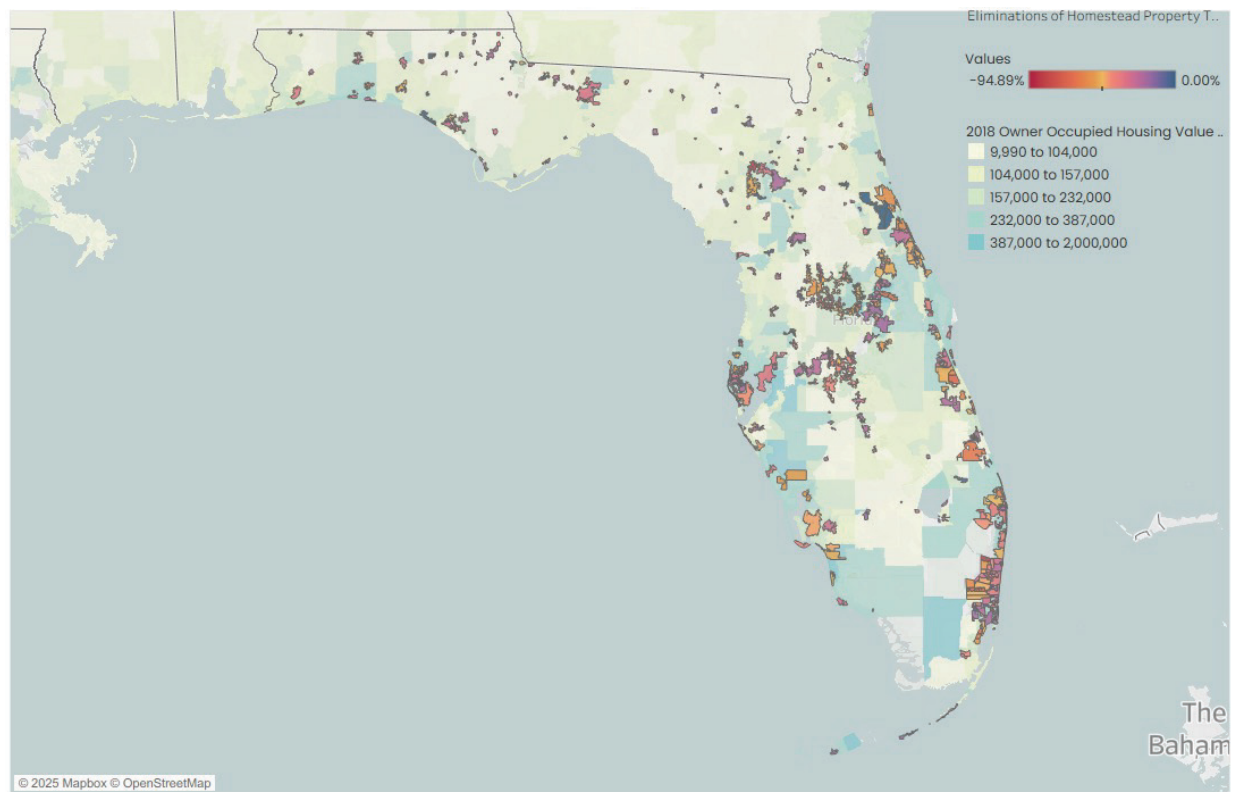 Eliminations of Homestead Property T..
Values
-94.89% 0.00%
2018 Owner Occupied Housing Value ..
9,990 to 104,000
104,000 to 157,000
157,000 to 232,000
232,000 to 387,000
387,000 to 2,000,000
Florida
The
Baham
© 2025 Mapbox © OpenStreetMap